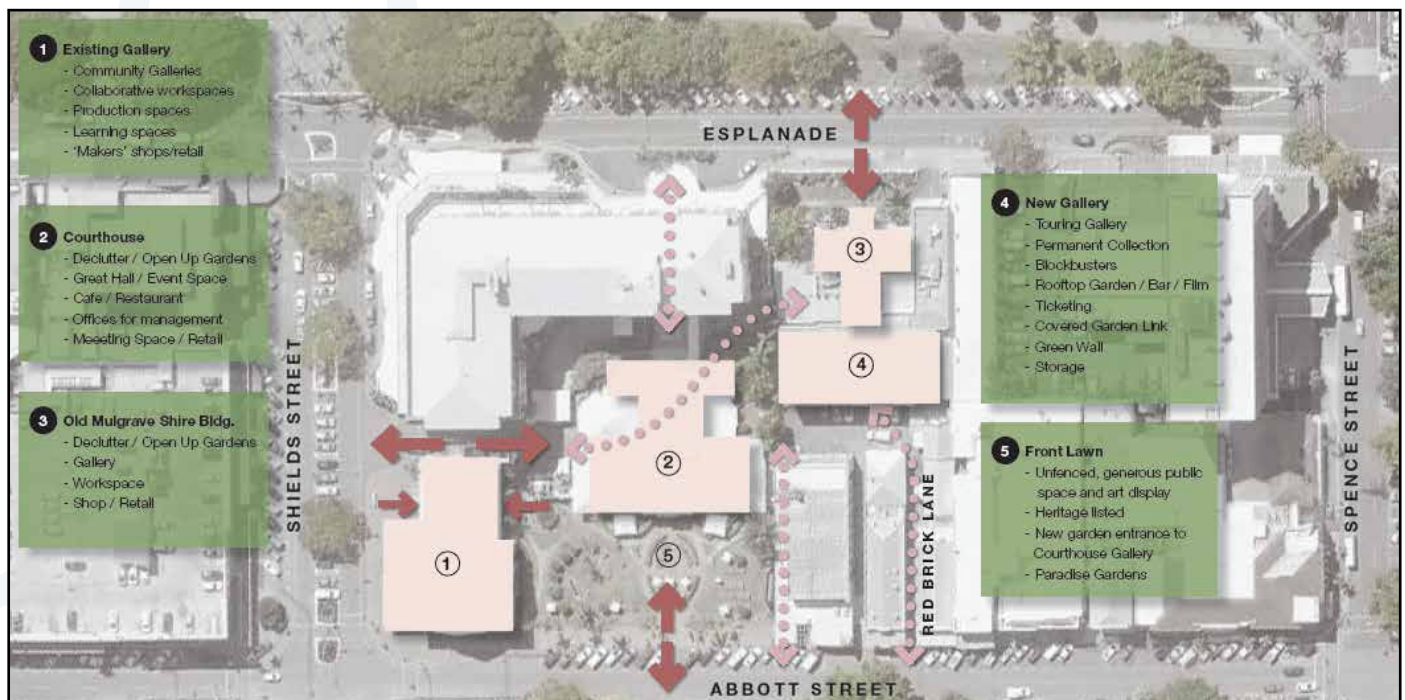 1 Existing Gallery
- Community Galleries
- Collaborative workspaces
- Production spaces
- Learning spaces
- 'Makers' shops/retail
2 Courthouse
- Declutter / Open Up Gardens
- Great Hall / Event Space
- Cafe / Restaurant
- Offices for management
- Meeeting Space / Retail
3 Old Mulgrave Shire Bldg.
- Declutter / Open Up Gardens
- Gallery
- Workspace
- Shop / Retail
SHIELDS STREET
ESPLANADE
3
4
2
1
5
RED BRICK LANE
ABBOTT STREET
4 New Gallery
- Touring Gallery
- Permanent Collection
- Blockbusters
- Rooftop Garden / Bar / Film
- Ticketing
- Covered Garden Link
- Green Wall
- Storage
5 Front Lawn
- Unfenced, generous public
space and art display
- Heritage listed
- New garden entrance to
Courthouse Gallery
- Paradise Gardens
SPENCE STREET